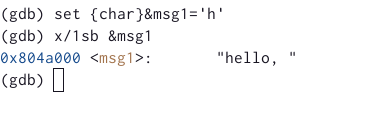 (gdb) set {char}&msg1='h'
(gdb) x/1sb &msg1
0x804a000 <msg1>:       "hello, "
(gdb)